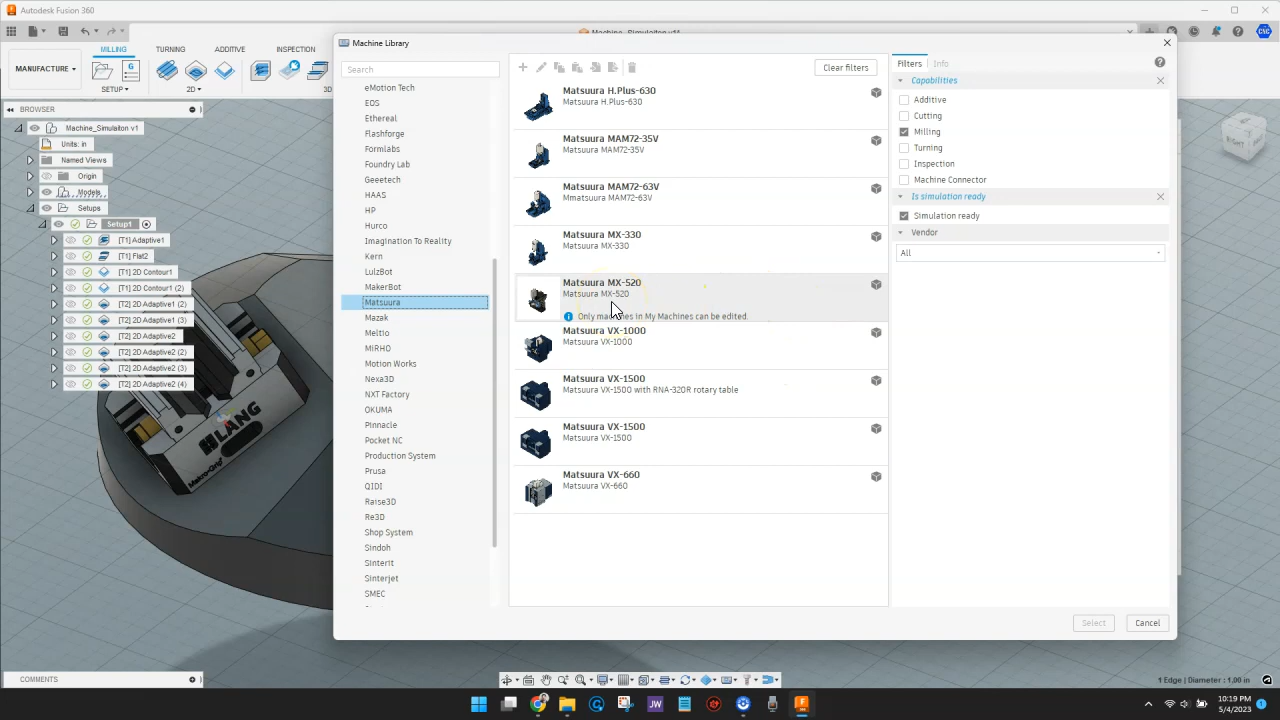 Autodesk Fusion 360
Machine_Simulaiton v1*
CNC
MANUFACTURE
MILLING
TURNING
ADDITIVE
INSPECTION
SETUP
2D
3D
BROWSER
Machine_Simulaiton v1
Units: in
Named Views
Origin
Models
Setups
Setup1
[T1] Adaptive1
[T1] Flat2
[T1] 2D Contour1
[T1] 2D Contour1 (2)
[T2] 2D Adaptive1 (2)
[T2] 2D Adaptive1 (3)
[T2] 2D Adaptive2
[T2] 2D Adaptive2 (2)
[T2] 2D Adaptive2 (3)
[T2] 2D Adaptive2 (4)
LANG
Makro•Grip
RIGHT
COMMENTS
Machine Library
Search
eMotion Tech
EOS
Ethereal
Flashforge
Formlabs
Foundry Lab
Geeetech
HAAS
HP
Hurco
Imagination To Reality
Kern
LulzBot
MakerBot
Matsuura
Mazak
Meltio
MIRHO
Motion Works
Nexa3D
NXT Factory
OKUMA
Pinnacle
Pocket NC
Production System
Prusa
QIDI
Raise3D
Re3D
Shop System
Sindoh
SinterIt
Sinterjet
SMEC
Clear filters
Matsuura H.Plus-630
Matsuura H.Plus-630
Matsuura MAM72-35V
Matsuura MAM72-35V
Matsuura MAM72-63V
Mmatsuura MAM72-63V
Matsuura MX-330
Matsuura MX-330
Matsuura MX-520
Matsuura MX-520
Only machines in My Machines can be edited.
Matsuura VX-1000
Matsuura VX-1000
Matsuura VX-1500
Matsuura VX-1500 with RNA-320R rotary table
Matsuura VX-1500
Matsuura VX-1500
Matsuura VX-660
Matsuura VX-660
Filters
Info
Capabilities
Additive
Cutting
Milling
Turning
Inspection
Machine Connector
Is simulation ready
Simulation ready
Vendor
All
Select
Cancel
1 Edge | Diameter : 1.00 in
JW
10:19 PM
5/4/2023